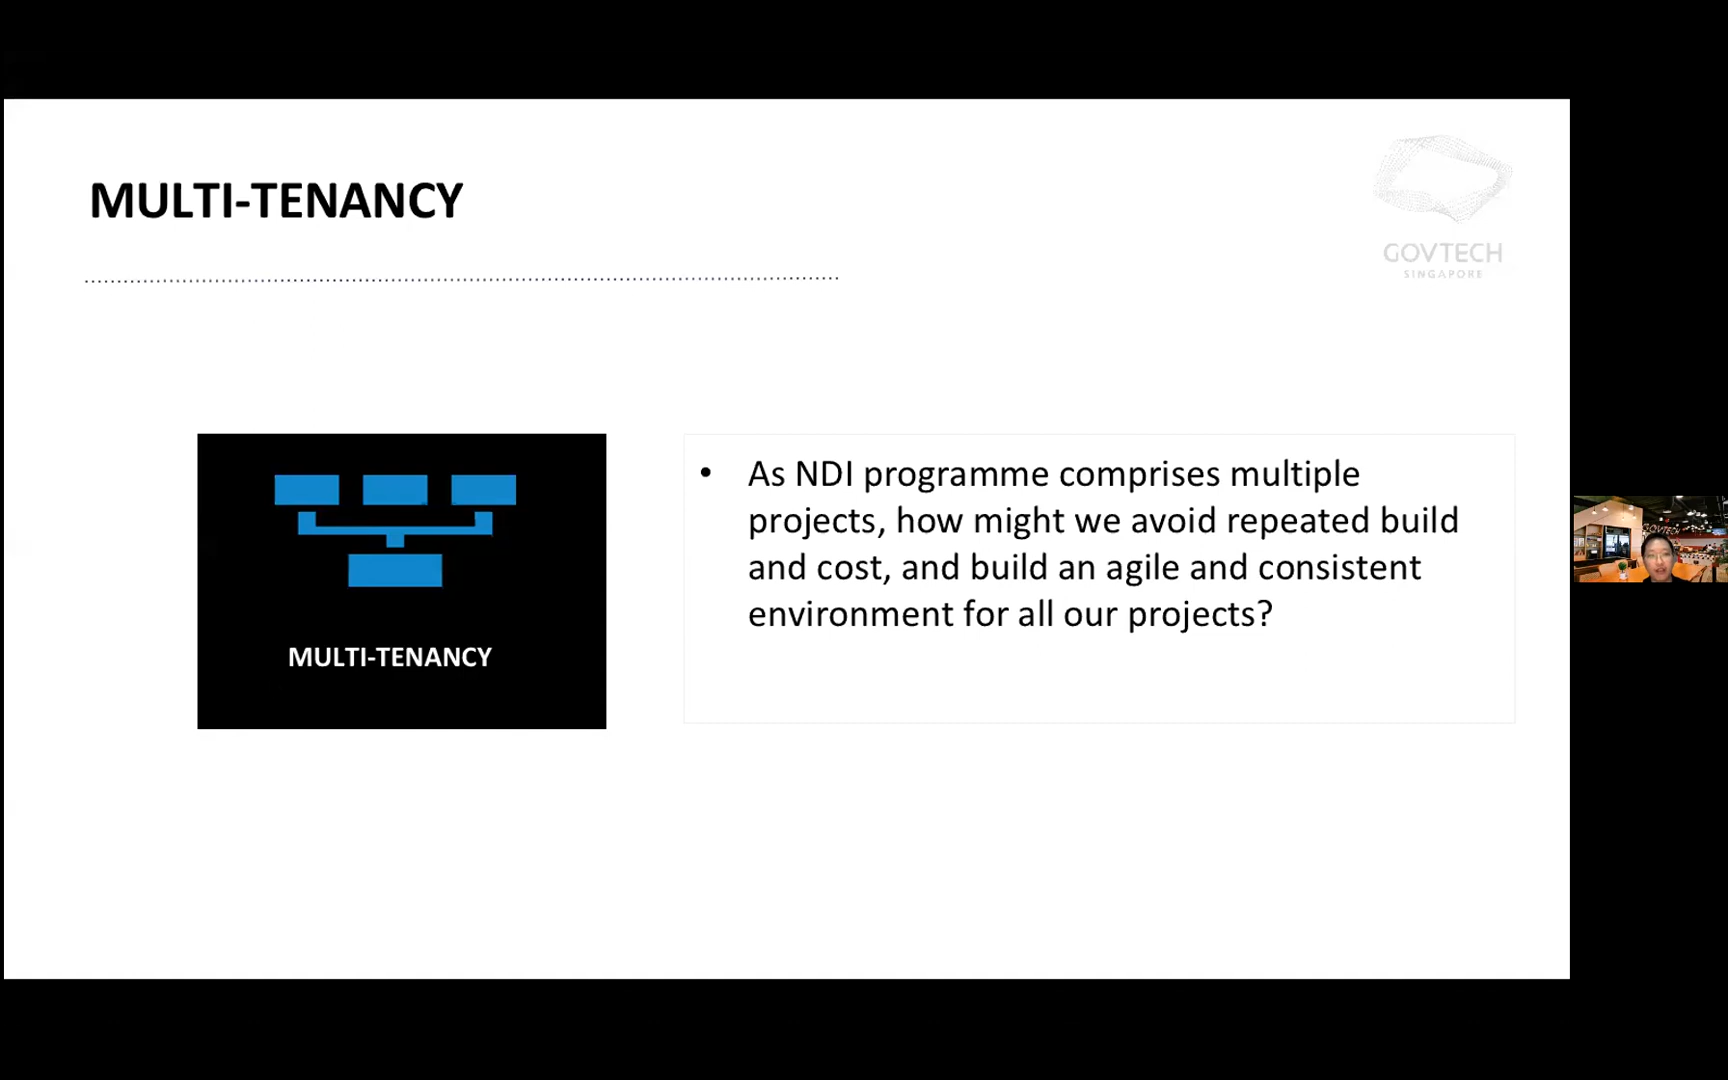 MULTI-TENANCY
GOVTECH
SINGAPORE
MULTI-TENANCY
• As NDI programme comprises multiple
projects, how might we avoid repeated build
and cost, and build an agile and consistent
environment for all our projects?
GOVTECH